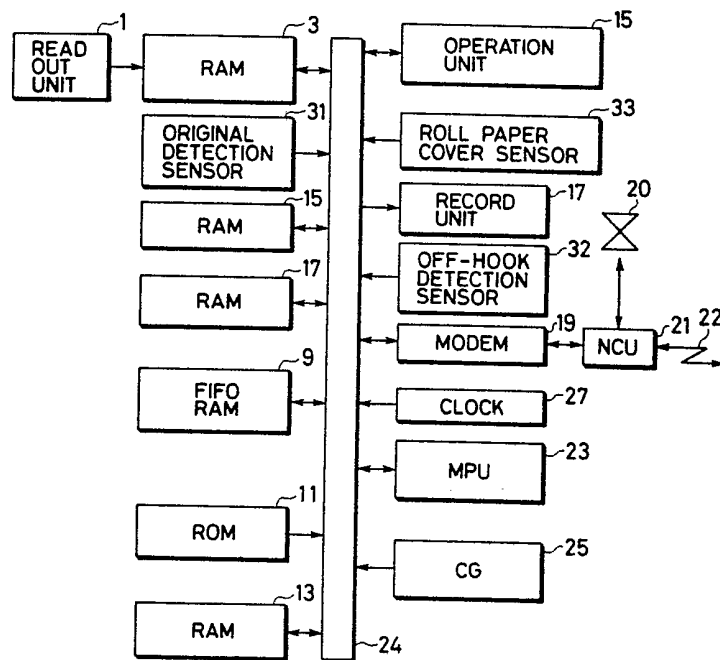 1
READ
OUT
UNIT
3
RAM
15
OPERATION
UNIT
31
ORIGINAL
DETECTION
SENSOR
33
ROLL PAPER
COVER SENSOR
15
RAM
17
RECORD
UNIT
20
17
RAM
32
OFF-HOOK
DETECTION
SENSOR
19
MODEM
21
NCU
22
9
FIFO
RAM
27
CLOCK
23
MPU
11
ROM
25
CG
13
RAM
24